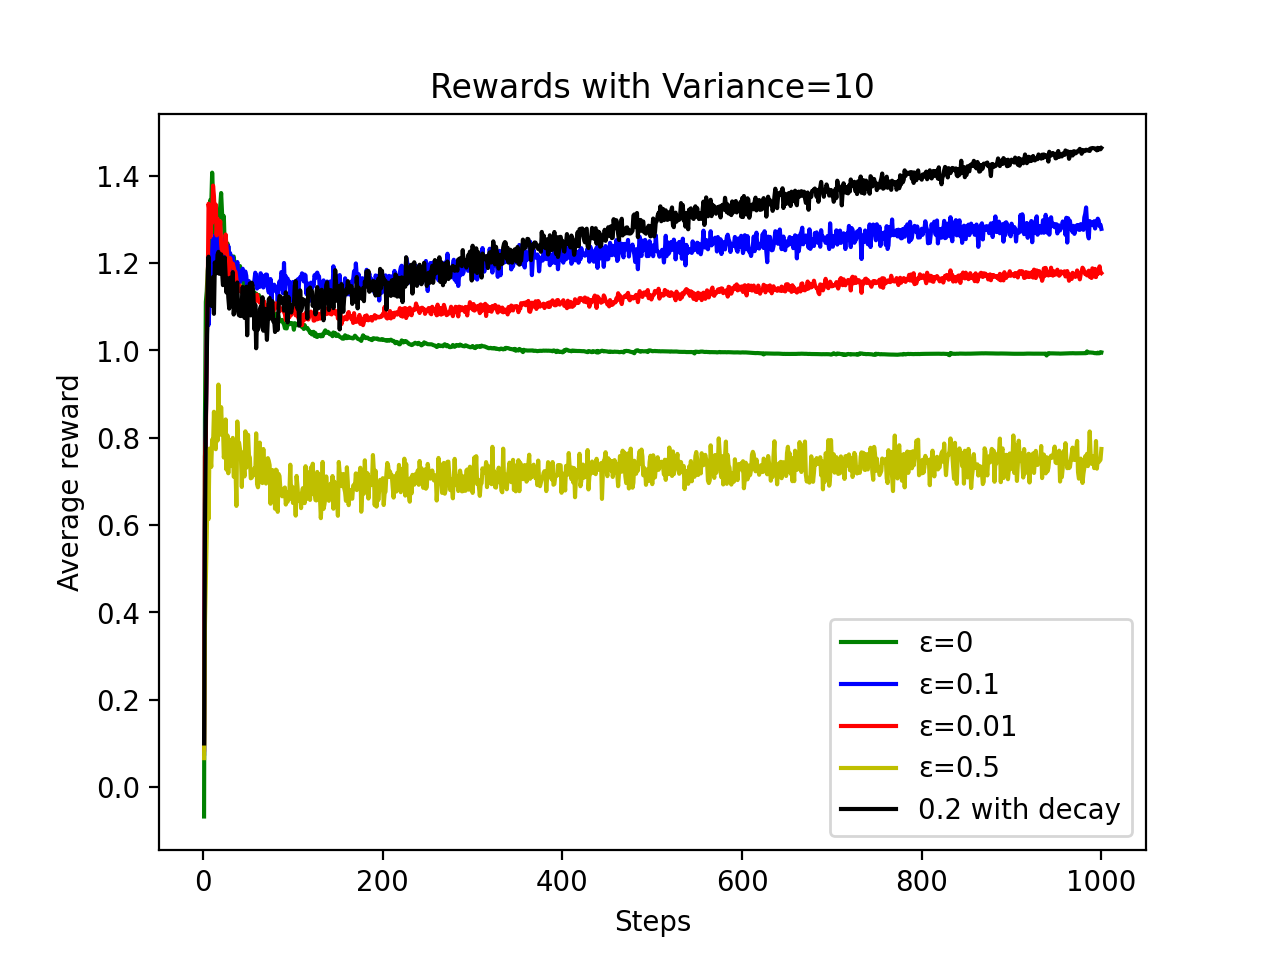 Rewards with Variance=10
Average reward
1.4
1.2
1.0
0.8
0.6
0.4
0.2
0.0
ε=0
ε=0.1
ε=0.01
ε=0.5
0.2 with decay
0 200 400 600 800 1000
Steps